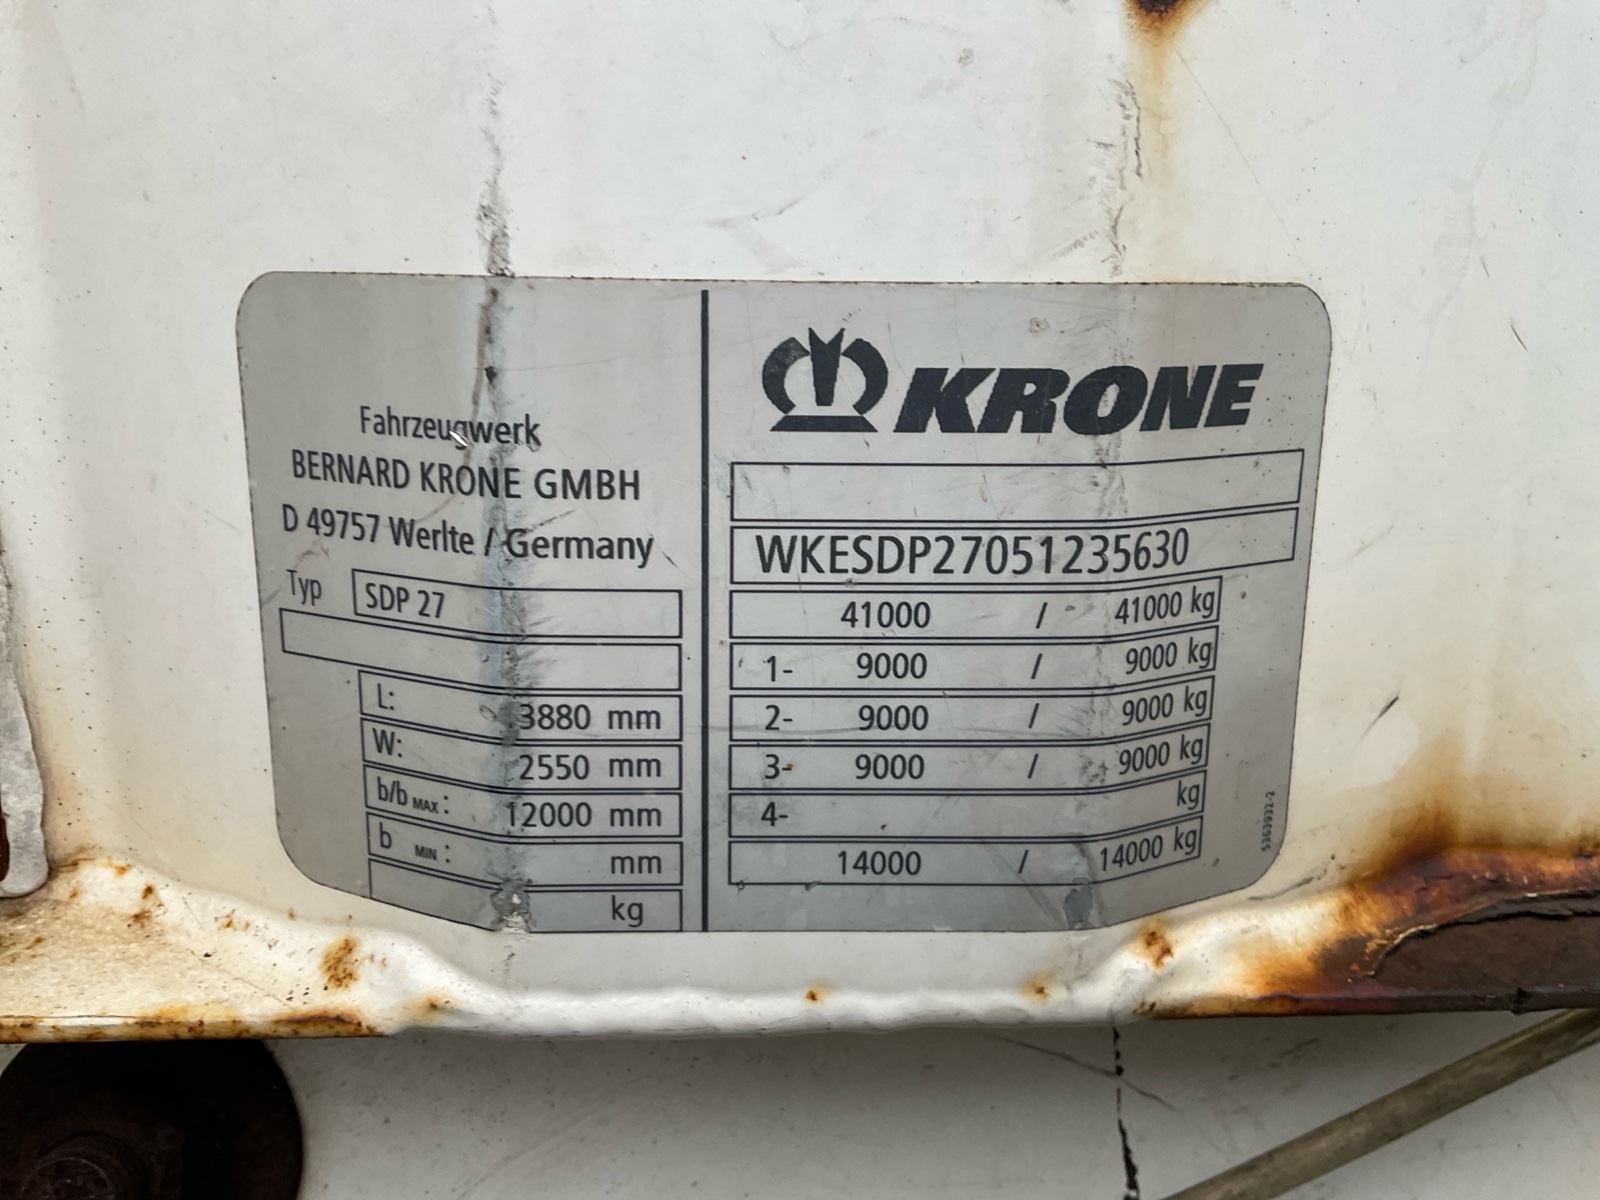 Fahrzeugwerk
BERNARD KRONE GMBH
D 49757 Werlte / Germany
Typ SDP 27
L: 3880 mm
W: 2550 mm
b/b MAX: 12000 mm
b MIN: mm
kg
KRONE
WKESDP27051235630
41000 / 41000 kg
1- 9000 / 9000 kg
2- 9000 / 9000 kg
3- 9000 / 9000 kg
4- kg
14000 / 14000 kg
5363932-2